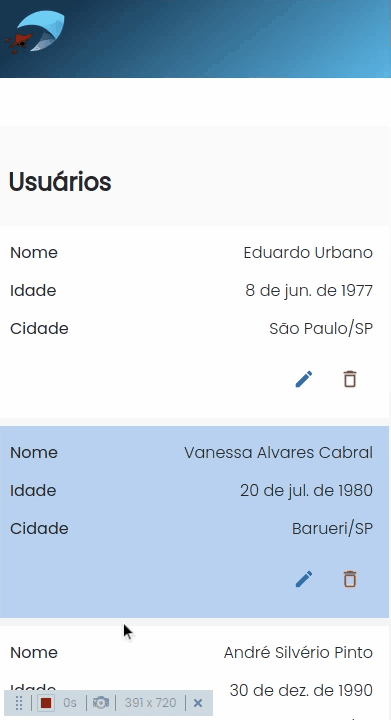 Usuários
Nome Eduardo Urbano
Idade 8 de jun. de 1977
Cidade São Paulo/SP
Nome Vanessa Alvares Cabral
Idade 20 de jul. de 1980
Cidade Barueri/SP
Nome André Silvério Pinto
Idade 30 de dez. de 1990
0s 391 x 720